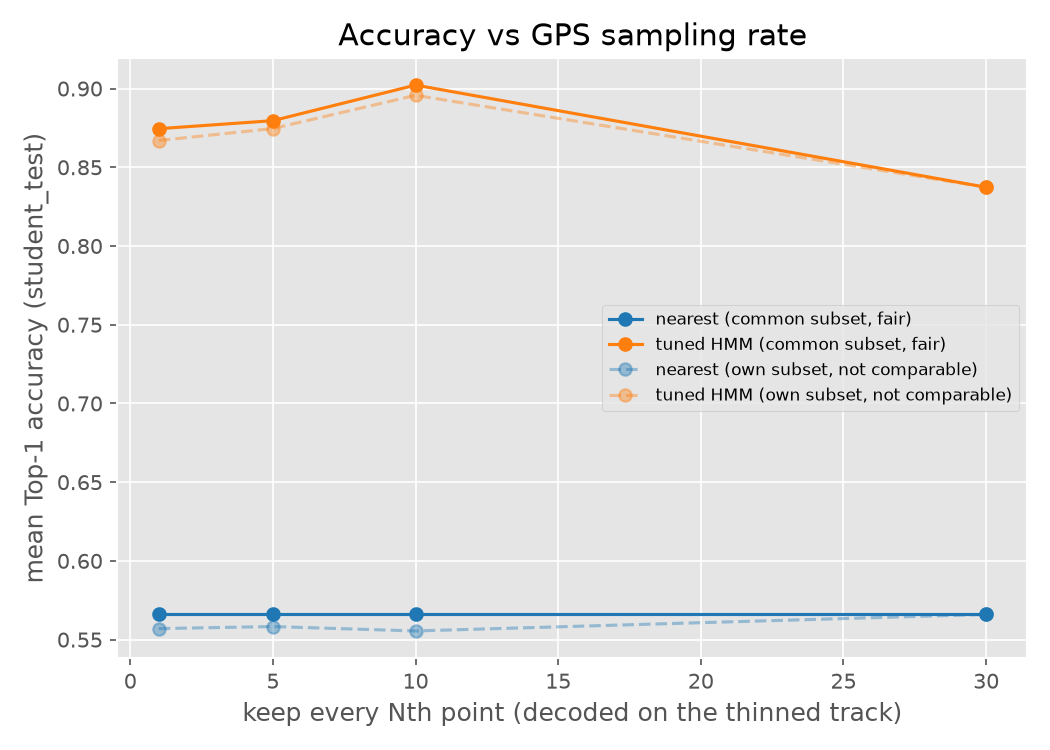 Accuracy vs GPS sampling rate
mean Top-1 accuracy (student_test)
0.90
0.85
0.80
0.75
0.70
0.65
0.60
0.55
nearest (common subset, fair)
tuned HMM (common subset, fair)
nearest (own subset, not comparable)
tuned HMM (own subset, not comparable)
0 5 10 15 20 25 30
keep every Nth point (decoded on the thinned track)